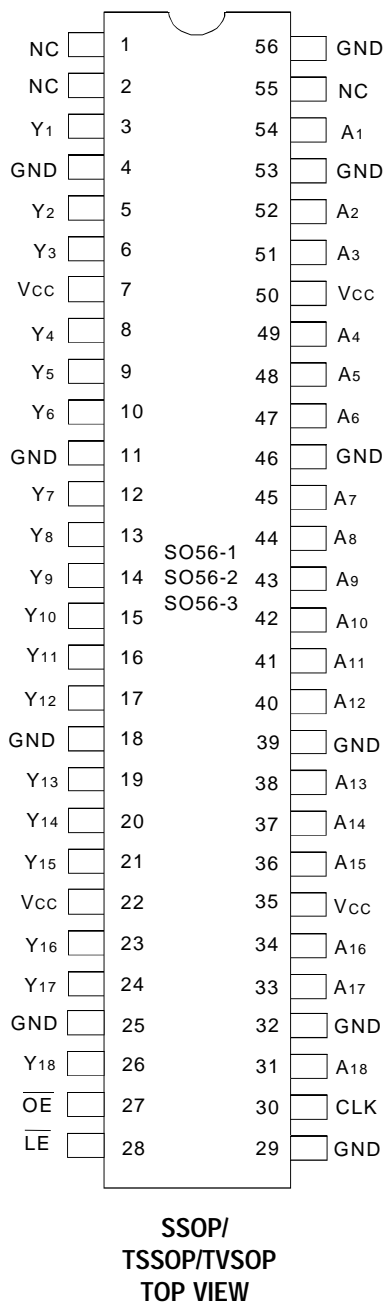 NC 1 56 GND
NC 2 55 NC
Y1 3 54 A1
GND 4 53 GND
Y2 5 52 A2
Y3 6 51 A3
VCC 7 50 VCC
Y4 8 49 A4
Y5 9 48 A5
Y6 10 47 A6
GND 11 46 GND
Y7 12 45 A7
Y8 13 44 A8
SO56-1
Y9 14 SO56-2 43 A9
SO56-3
Y10 15 42 A10
Y11 16 41 A11
Y12 17 40 A12
GND 18 39 GND
Y13 19 38 A13
Y14 20 37 A14
Y15 21 36 A15
VCC 22 35 VCC
Y16 23 34 A16
Y17 24 33 A17
GND 25 32 GND
Y18 26 31 A18
O̅E̅ 27 30 CLK
L̅E̅ 28 29 GND
SSOP/
TSSOP/TVSOP
TOP VIEW